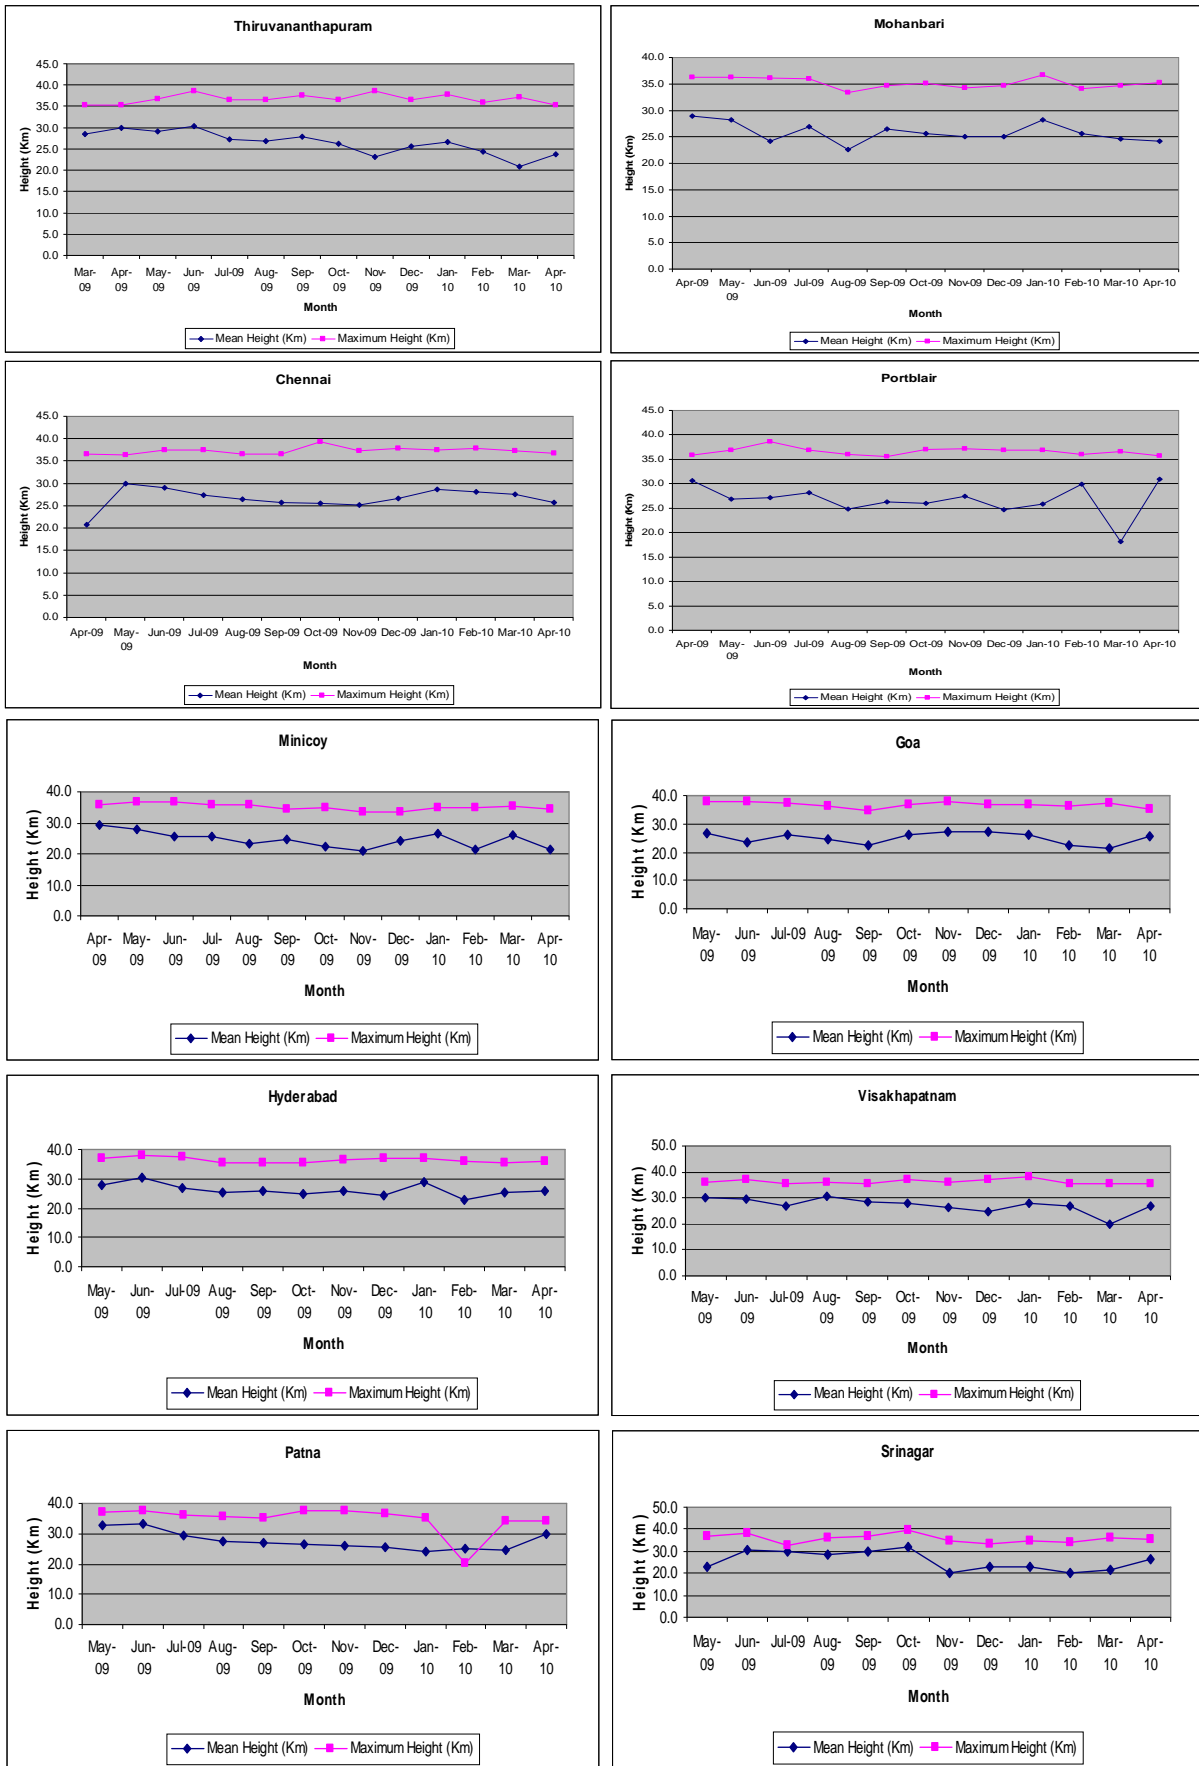 Thiruvananthapuram
45.0
40.0
35.0
30.0
25.0
20.0
15.0
10.0
5.0
0.0
Height (Km)
Mar-09 Apr-09 May-09 Jun-09 Jul-09 Aug-09 Sep-09 Oct-09 Nov-09 Dec-09 Jan-10 Feb-10 Mar-10 Apr-10
Month
Mean Height (Km) Maximum Height (Km)
Mohanbari
40.0
35.0
30.0
25.0
20.0
15.0
10.0
5.0
0.0
Height (Km)
Apr-09 May-09 Jun-09 Jul-09 Aug-09 Sep-09 Oct-09 Nov-09 Dec-09 Jan-10 Feb-10 Mar-10 Apr-10
Month
Mean Height (Km) Maximum Height (Km)
Chennai
45.0
40.0
35.0
30.0
25.0
20.0
15.0
10.0
5.0
0.0
Height (Km)
Apr-09 May-09 Jun-09 Jul-09 Aug-09 Sep-09 Oct-09 Nov-09 Dec-09 Jan-10 Feb-10 Mar-10 Apr-10
Month
Mean Height (Km) Maximum Height (Km)
Portblair
45.0
40.0
35.0
30.0
25.0
20.0
15.0
10.0
5.0
0.0
Height (Km)
Apr-09 May-09 Jun-09 Jul-09 Aug-09 Sep-09 Oct-09 Nov-09 Dec-09 Jan-10 Feb-10 Mar-10 Apr-10
Month
Mean Height (Km) Maximum Height (Km)
Minicoy
40.0
30.0
20.0
10.0
0.0
Height (Km)
Apr-09 May-09 Jun-09 Jul-09 Aug-09 Sep-09 Oct-09 Nov-09 Dec-09 Jan-10 Feb-10 Mar-10 Apr-10
Month
Mean Height (Km) Maximum Height (Km)
Goa
40.0
30.0
20.0
10.0
0.0
Height (Km)
May-09 Jun-09 Jul-09 Aug-09 Sep-09 Oct-09 Nov-09 Dec-09 Jan-10 Feb-10 Mar-10 Apr-10
Month
Mean Height (Km) Maximum Height (Km)
Hyderabad
40.0
30.0
20.0
10.0
0.0
Height (Km)
May-09 Jun-09 Jul-09 Aug-09 Sep-09 Oct-09 Nov-09 Dec-09 Jan-10 Feb-10 Mar-10 Apr-10
Month
Mean Height (Km) Maximum Height (Km)
Visakhapatnam
50.0
40.0
30.0
20.0
10.0
0.0
Height (Km)
May-09 Jun-09 Jul-09 Aug-09 Sep-09 Oct-09 Nov-09 Dec-09 Jan-10 Feb-10 Mar-10 Apr-10
Month
Mean Height (Km) Maximum Height (Km)
Patna
40.0
30.0
20.0
10.0
0.0
Height (Km)
May-09 Jun-09 Jul-09 Aug-09 Sep-09 Oct-09 Nov-09 Dec-09 Jan-10 Feb-10 Mar-10 Apr-10
Month
Mean Height (Km) Maximum Height (Km)
Srinagar
50.0
40.0
30.0
20.0
10.0
0.0
Height (Km)
May-09 Jun-09 Jul-09 Aug-09 Sep-09 Oct-09 Nov-09 Dec-09 Jan-10 Feb-10 Mar-10 Apr-10
Month
Mean Height (Km) Maximum Height (Km)